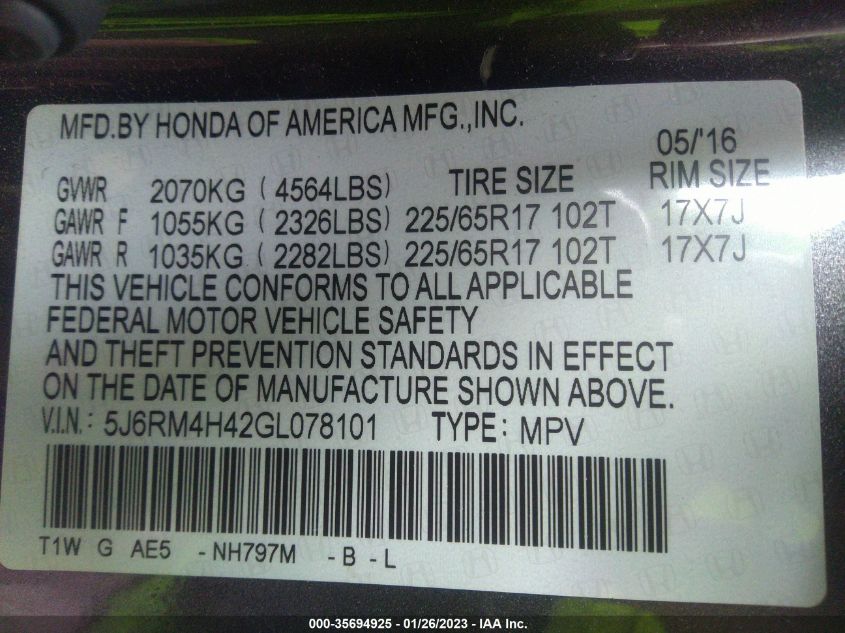 MFD.BY HONDA OF AMERICA MFG.,INC.
05/'16
GVWR 2070KG ( 4564LBS) TIRE SIZE RIM SIZE
GAWR F 1055KG ( 2326LBS) 225/65R17 102T 17X7J
GAWR R 1035KG ( 2282LBS) 225/65R17 102T 17X7J
THIS VEHICLE CONFORMS TO ALL APPLICABLE
FEDERAL MOTOR VEHICLE SAFETY
AND THEFT PREVENTION STANDARDS IN EFFECT
ON THE DATE OF MANUFACTURE SHOWN ABOVE.
V.I.N.: 5J6RM4H42GL078101 TYPE: MPV
T1W G AE5 -NH797M -B -L
000-35694925 - 01/26/2023 - IAA Inc.